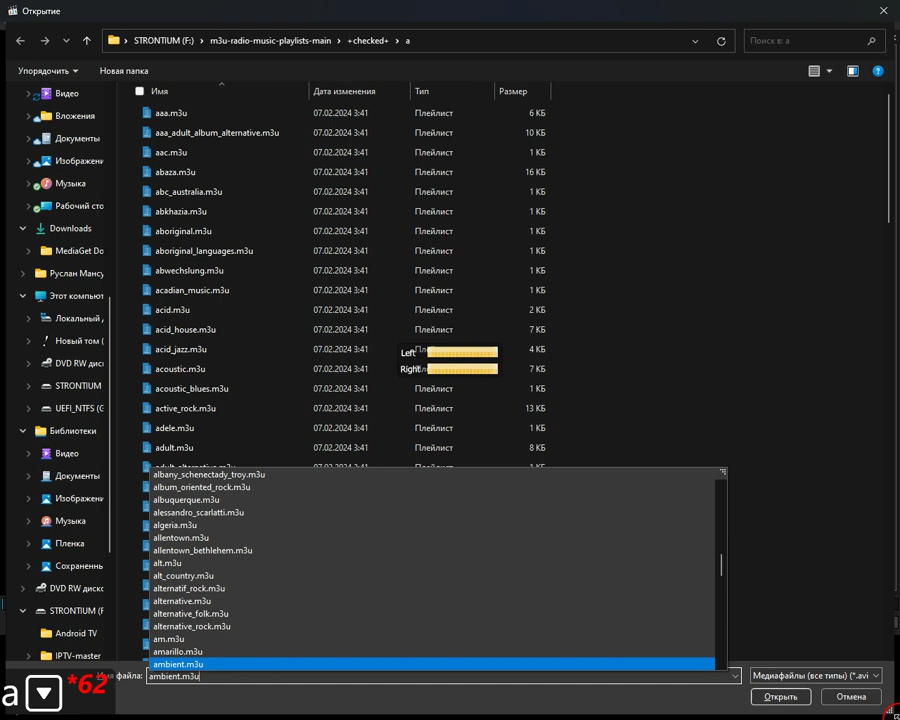 Открытие
STRONTIUM (F:) > m3u-radio-music-playlists-main > +checked+ > a
Поиск в: a
Упорядочить
Новая папка
Видео
Вложения
Документы
Изображени
Музыка
Рабочий сто
Downloads
MediaGet Do
Руслан Мансу
Этот компьют
Локальный
Новый том (
DVD RW дис
STRONTIUM
UEFI_NTFS (G
Библиотеки
Видео
Документы
Изображени
Музыка
Пленка
Сохраненны
DVD RW диско
STRONTIUM (F
Android TV
IPTV-master
Имя Дата изменения Тип Размер
aaa.m3u 07.02.2024 3:41 Плейлист 6 КБ
aaa_adult_album_alternative.m3u 07.02.2024 3:41 Плейлист 10 КБ
aac.m3u 07.02.2024 3:41 Плейлист 1 КБ
abaza.m3u 07.02.2024 3:41 Плейлист 16 КБ
abc_australia.m3u 07.02.2024 3:41 Плейлист 1 КБ
abkhazia.m3u 07.02.2024 3:41 Плейлист 1 КБ
aboriginal.m3u 07.02.2024 3:41 Плейлист 1 КБ
aboriginal_languages.m3u 07.02.2024 3:41 Плейлист 1 КБ
abwechslung.m3u 07.02.2024 3:41 Плейлист 1 КБ
acadian_music.m3u 07.02.2024 3:41 Плейлист 1 КБ
acid.m3u 07.02.2024 3:41 Плейлист 2 КБ
acid_house.m3u 07.02.2024 3:41 Плейлист 7 КБ
acid_jazz.m3u 07.02.2024 3:41 4 КБ
acoustic.m3u 07.02.2024 3:41 7 КБ
acoustic_blues.m3u 07.02.2024 3:41 Плейлист 1 КБ
active_rock.m3u 07.02.2024 3:41 Плейлист 13 КБ
adele.m3u 07.02.2024 3:41 Плейлист 1 КБ
adult.m3u 07.02.2024 3:41 Плейлист 8 КБ
adult_alternative.m3u 07.02.2024 3:41 Плейлист 1 КБ
Left
Right
albany_schenectady_troy.m3u
album_oriented_rock.m3u
albuquerque.m3u
alessandro_scarlatti.m3u
algeria.m3u
allentown.m3u
allentown_bethlehem.m3u
alt.m3u
alt_country.m3u
alternatif_rock.m3u
alternative.m3u
alternative_folk.m3u
alternative_rock.m3u
am.m3u
amarillo.m3u
ambient.m3u
Имя файла: ambient.m3u
Медиафайлы (все типы) (*.avi
a *62
Открыть
Отмена